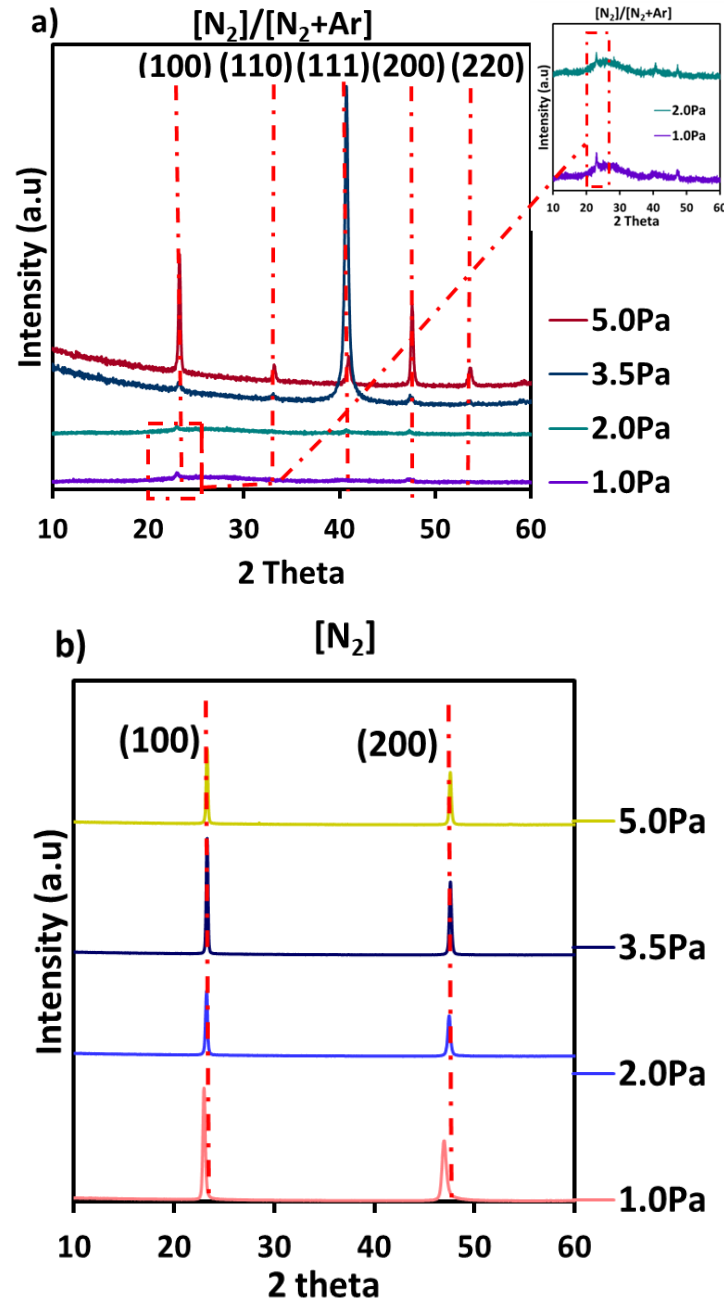 a)
[N₂]/[N₂+Ar]
(100) (110) (111) (200) (220)
Intensity (a.u)
5.0Pa
3.5Pa
2.0Pa
1.0Pa
10 20 30 40 50 60
2 Theta
[N₂]/[N₂+Ar]
Intensity (a.u)
2.0Pa
1.0Pa
10 20 30 40 50 60
2 Theta
b)
[N₂]
(100) (200)
Intensity (a.u)
5.0Pa
3.5Pa
2.0Pa
1.0Pa
10 20 30 40 50 60
2 theta